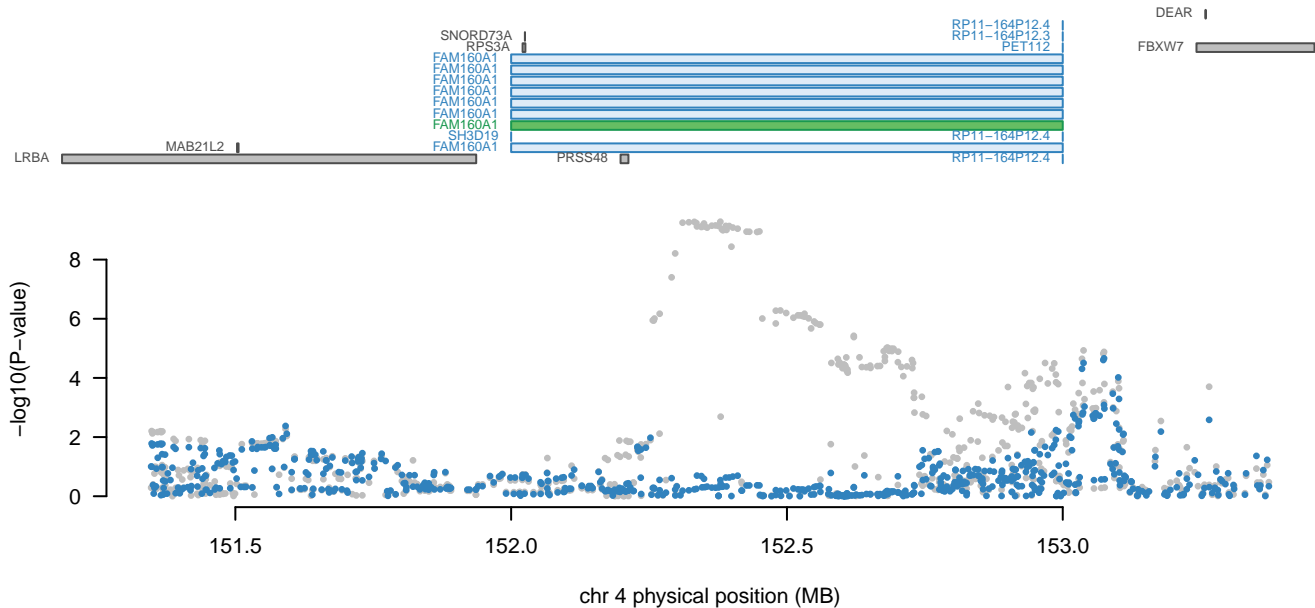 DEAR
RP11−164P12.4
SNORD73A RP11−164P12.3
RPS3A PET112 FBXW7
FAM160A1
FAM160A1
FAM160A1
FAM160A1
FAM160A1
FAM160A1
FAM160A1
SH3D19 RP11−164P12.4
MAB21L2 FAM160A1
LRBA PRSS48 RP11−164P12.4
8
6
4
2
0
−log10(P−value)
151.5 152.0 152.5 153.0
chr 4 physical position (MB)